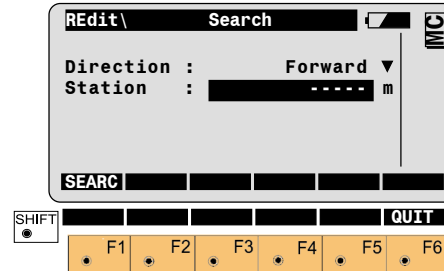 REdit\ Search
MC
Direction : Forward ▼
Station : ----- m
SEARC
SHIFT QUIT
F1 F2 F3 F4 F5 F6